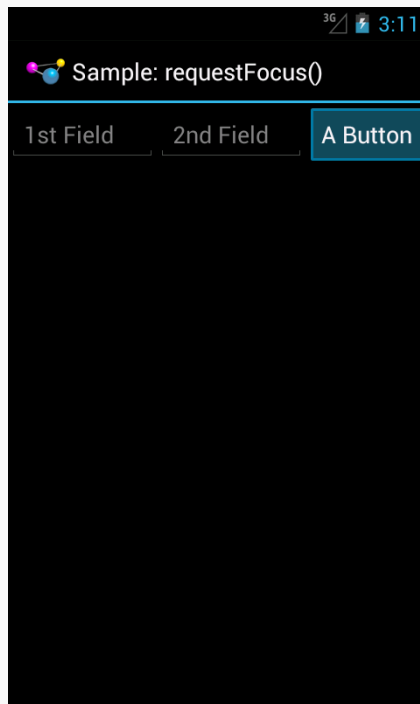 3G 3:11
Sample: requestFocus()
1st Field 2nd Field A Button